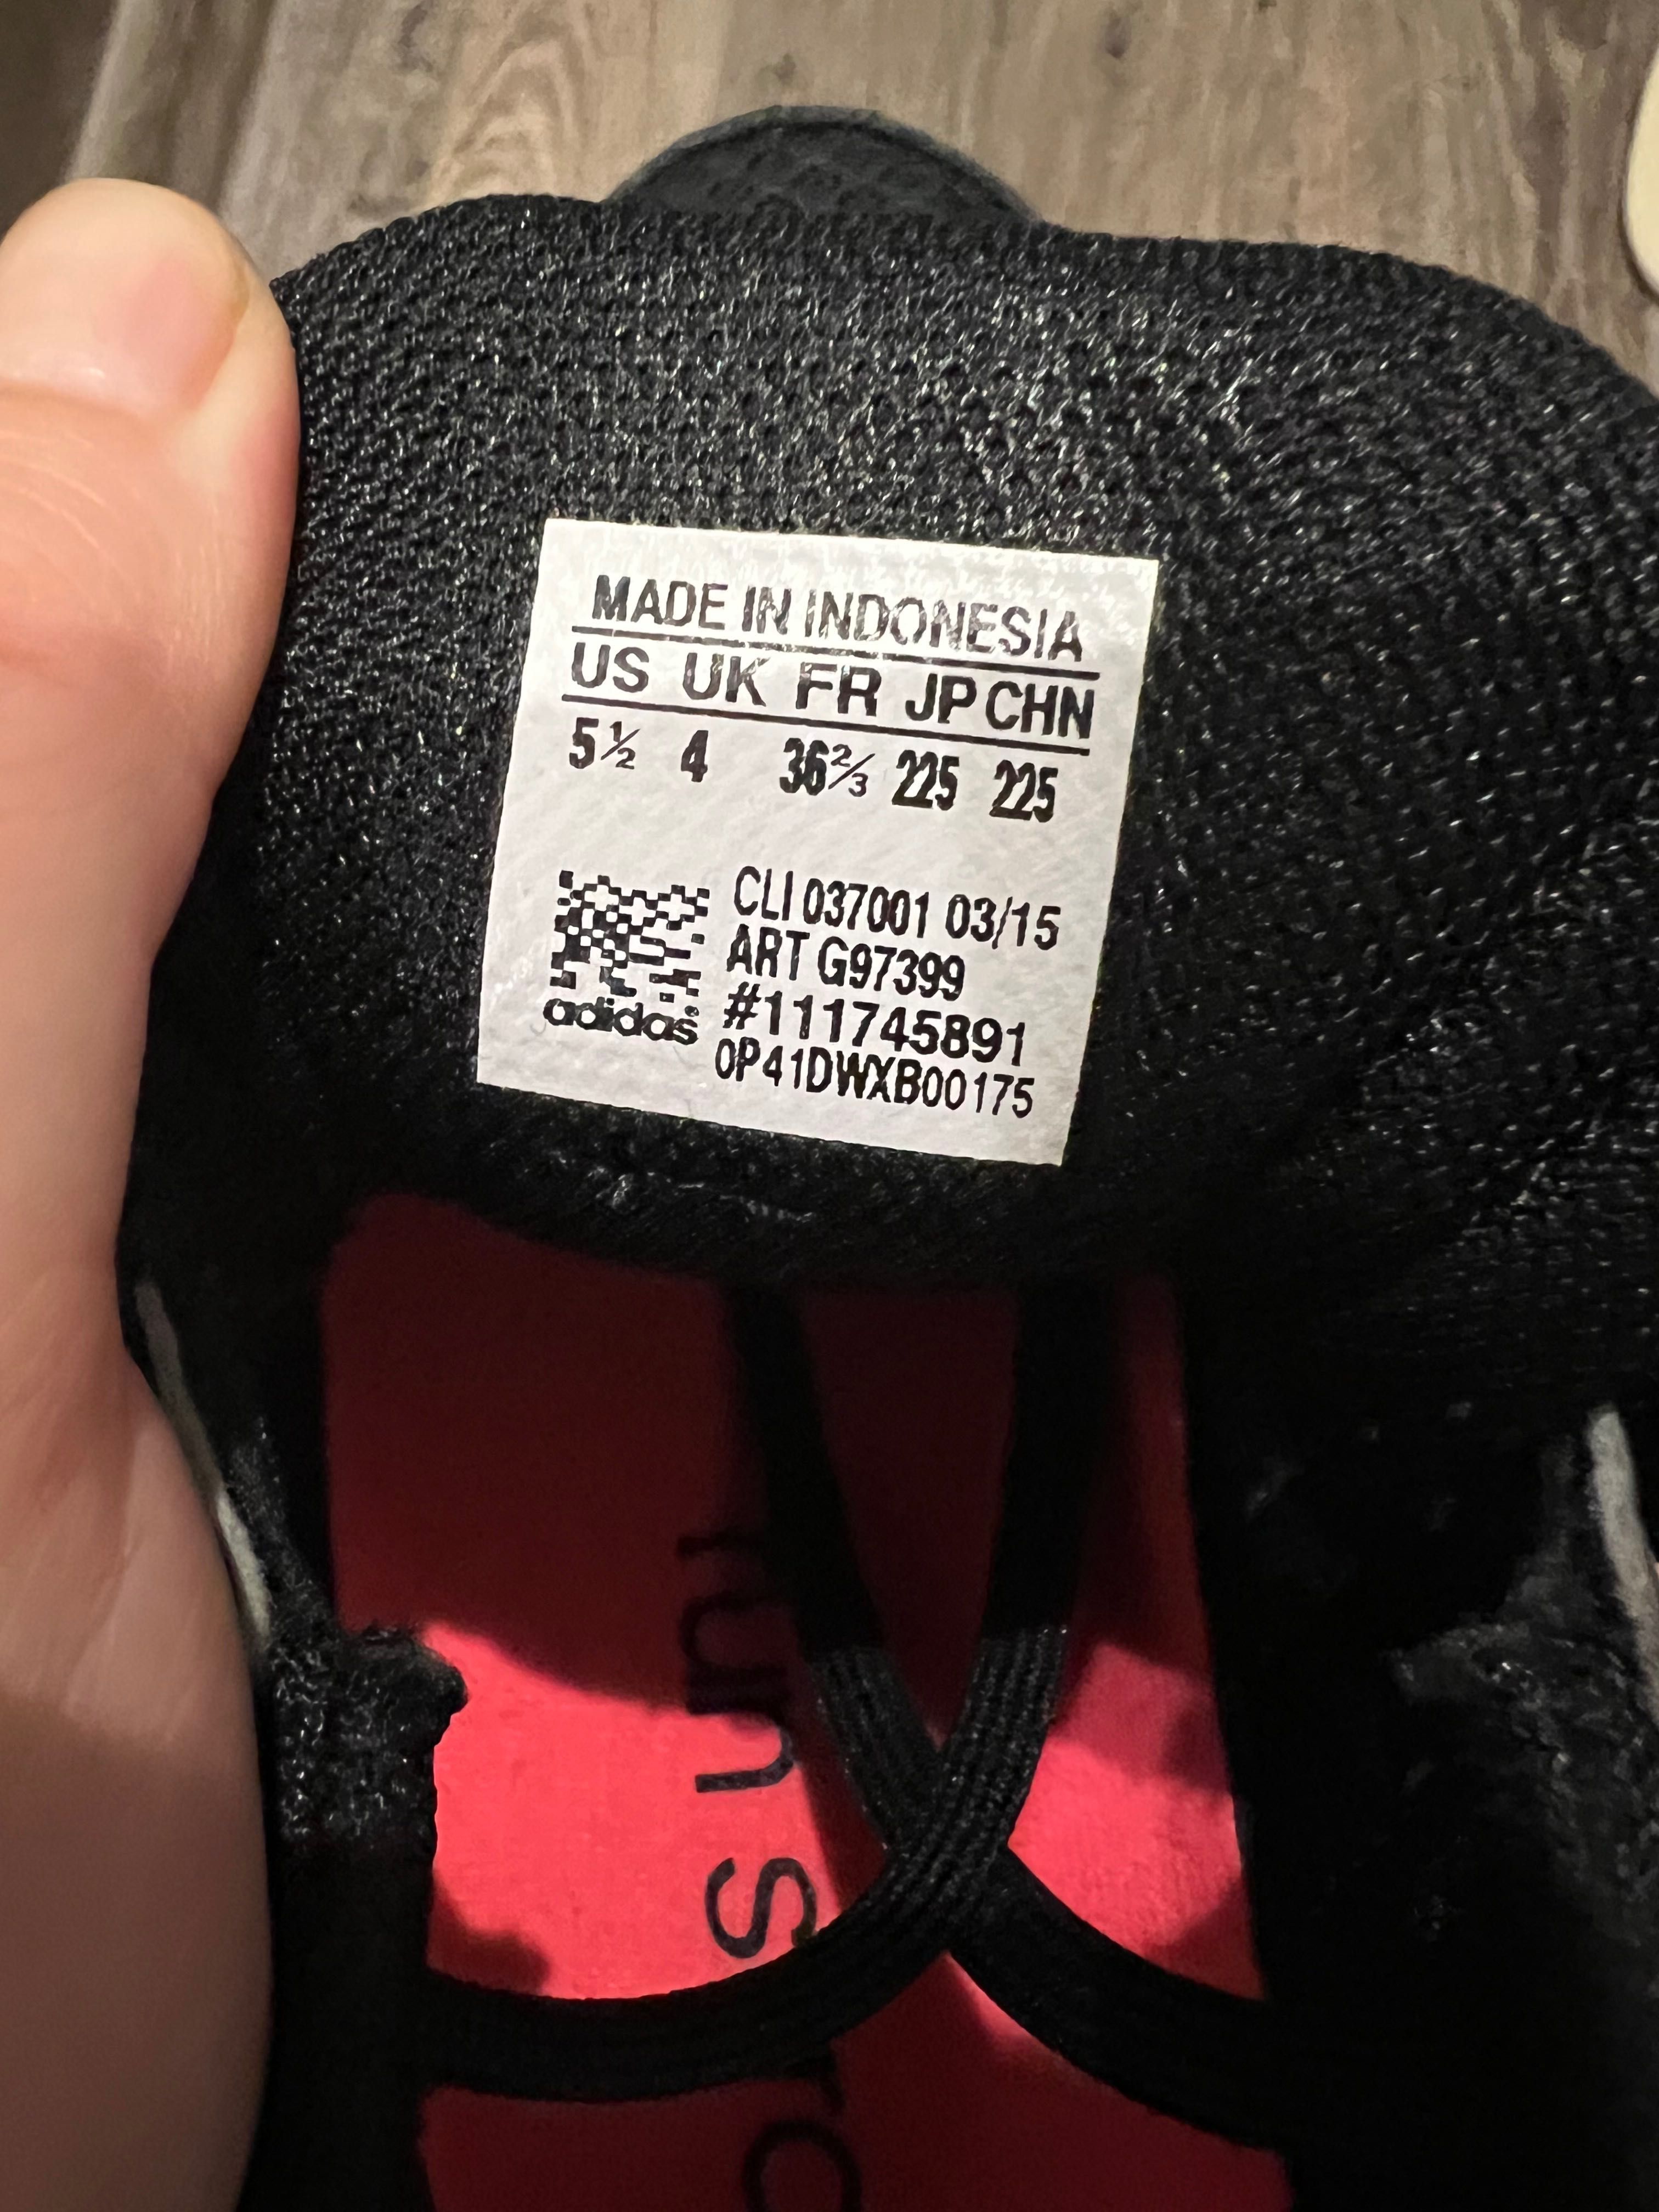 MADE IN INDONESIA
US UK FR JP CHN
5½ 4 36⅔ 225 225
CLI 037001 03/15
ART G97399
#111745891
adidas
0P41DWXB00175